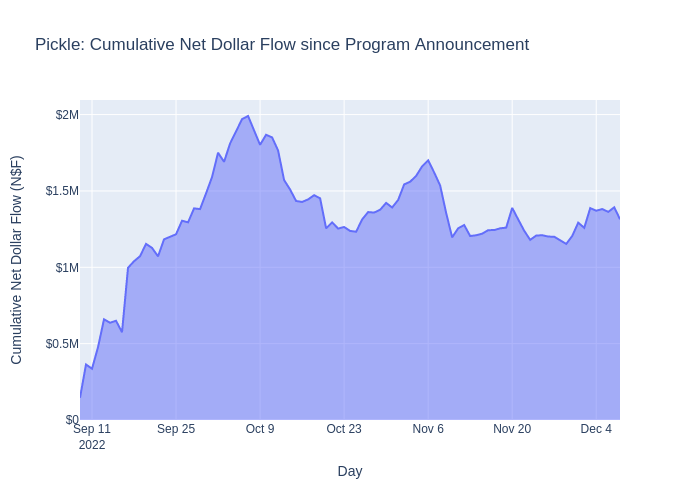 Pickle: Cumulative Net Dollar Flow since Program Announcement
Cumulative Net Dollar Flow (N$F)
$2M
$1.5M
$1M
$0.5M
$0
Sep 11
2022
Sep 25
Oct 9
Oct 23
Nov 6
Nov 20
Dec 4
Day